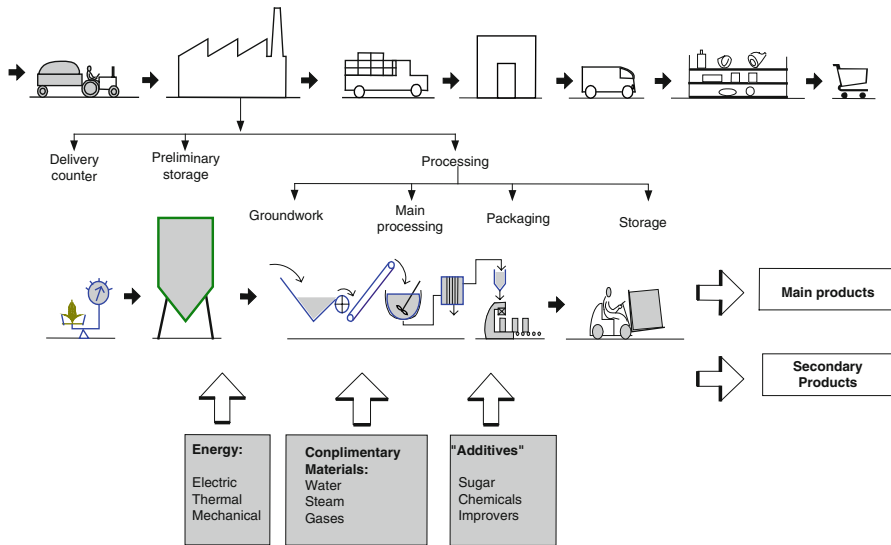 Delivery
counter
Preliminary
storage
Processing
Groundwork
Main
processing
Packaging
Storage
Main products
Secondary
Products
Energy:
Electric
Thermal
Mechanical
Conplimentary
Materials:
Water
Steam
Gases
"Additives"
Sugar
Chemicals
Improvers